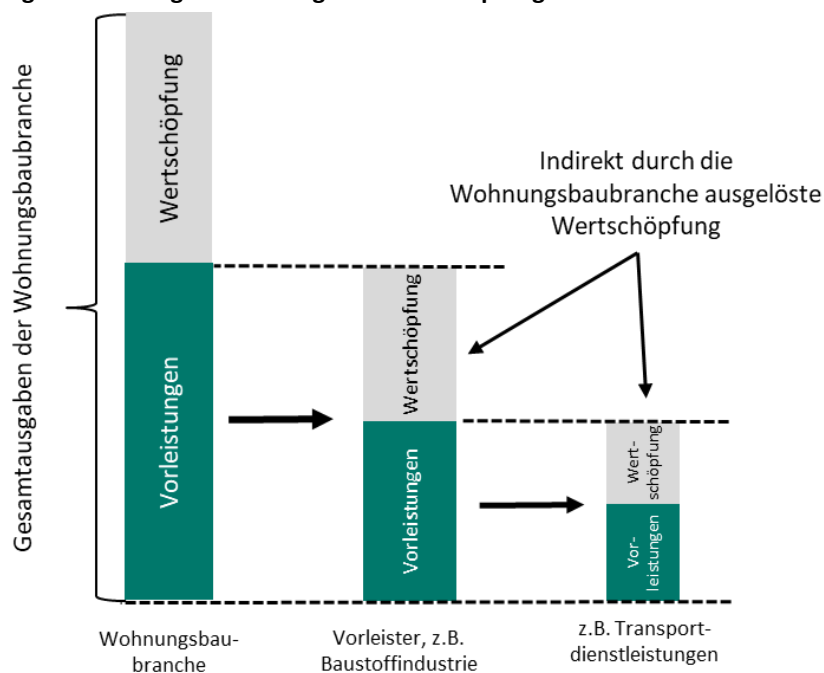 Gesamtausgaben der Wohnungsbaubranche
Wertschöpfung
Vorleistungen
Wohnungsbau-
branche
Wertschöpfung
Vorleistungen
Vorleister, z.B.
Baustoffindustrie
Indirekt durch die
Wohnungsbaubranche ausgelöste
Wertschöpfung
Wert-
schöpfung
Vor-
leistungen
z.B. Transport-
dienstleistungen